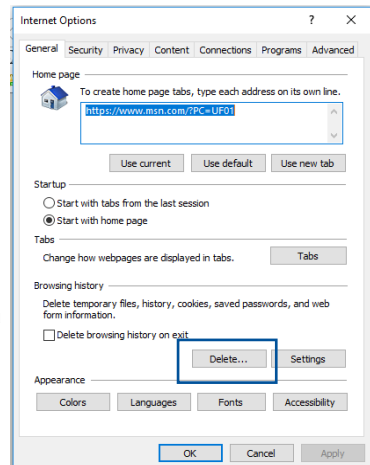 Internet Options ? X
General Security Privacy Content Connections Programs Advanced
Home page
To create home page tabs, type each address on its own line.
https://www.msn.com/?PC=UF01
Use current Use default Use new tab
Startup
Start with tabs from the last session
Start with home page
Tabs
Change how webpages are displayed in tabs. Tabs
Browsing history
Delete temporary files, history, cookies, saved passwords, and web
form information.
Delete browsing history on exit
Delete... Settings
Appearance
Colors Languages Fonts Accessibility
OK Cancel Apply